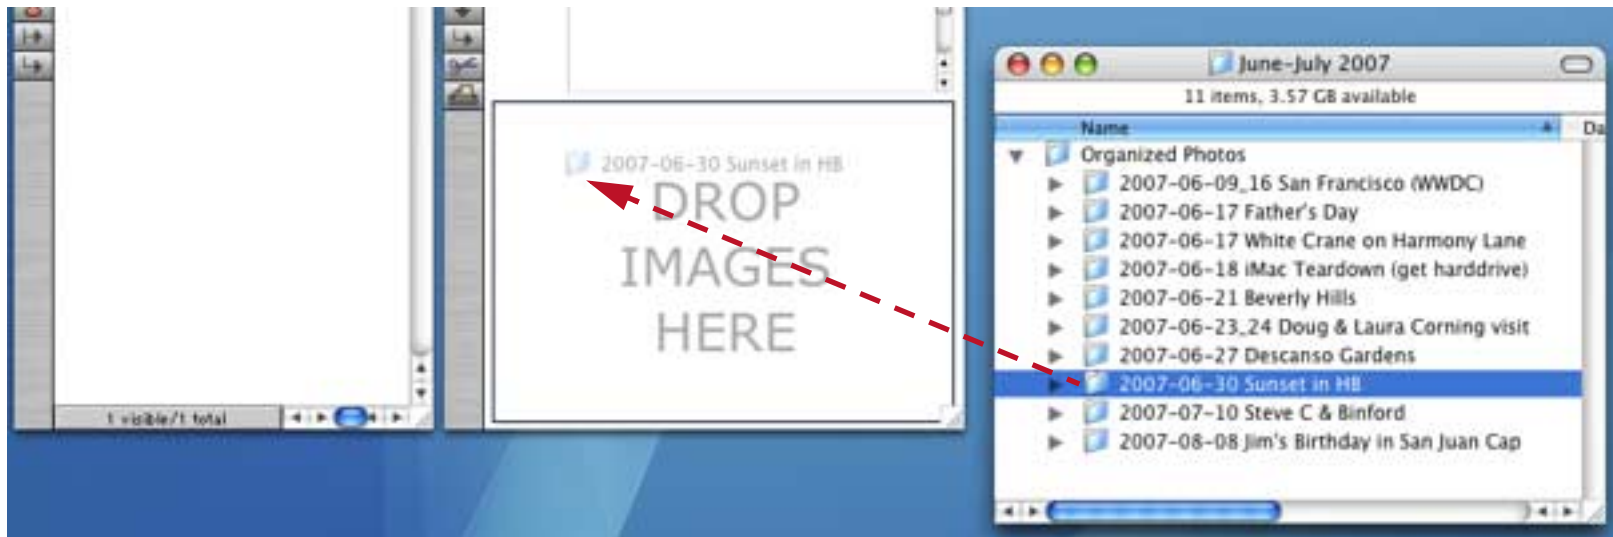 1 visible/1 total
2007-06-30 Sunset in HB
DROP
IMAGES
HERE
June-July 2007
11 items, 3.57 GB available
Name
Da
Organized Photos
2007-06-09_16 San Francisco (WWDC)
2007-06-17 Father's Day
2007-06-17 White Crane on Harmony Lane
2007-06-18 iMac Teardown (get harddrive)
2007-06-21 Beverly Hills
2007-06-23_24 Doug & Laura Corning visit
2007-06-27 Descanso Gardens
2007-06-30 Sunset in HB
2007-07-10 Steve C & Binford
2007-08-08 Jim's Birthday in San Juan Cap